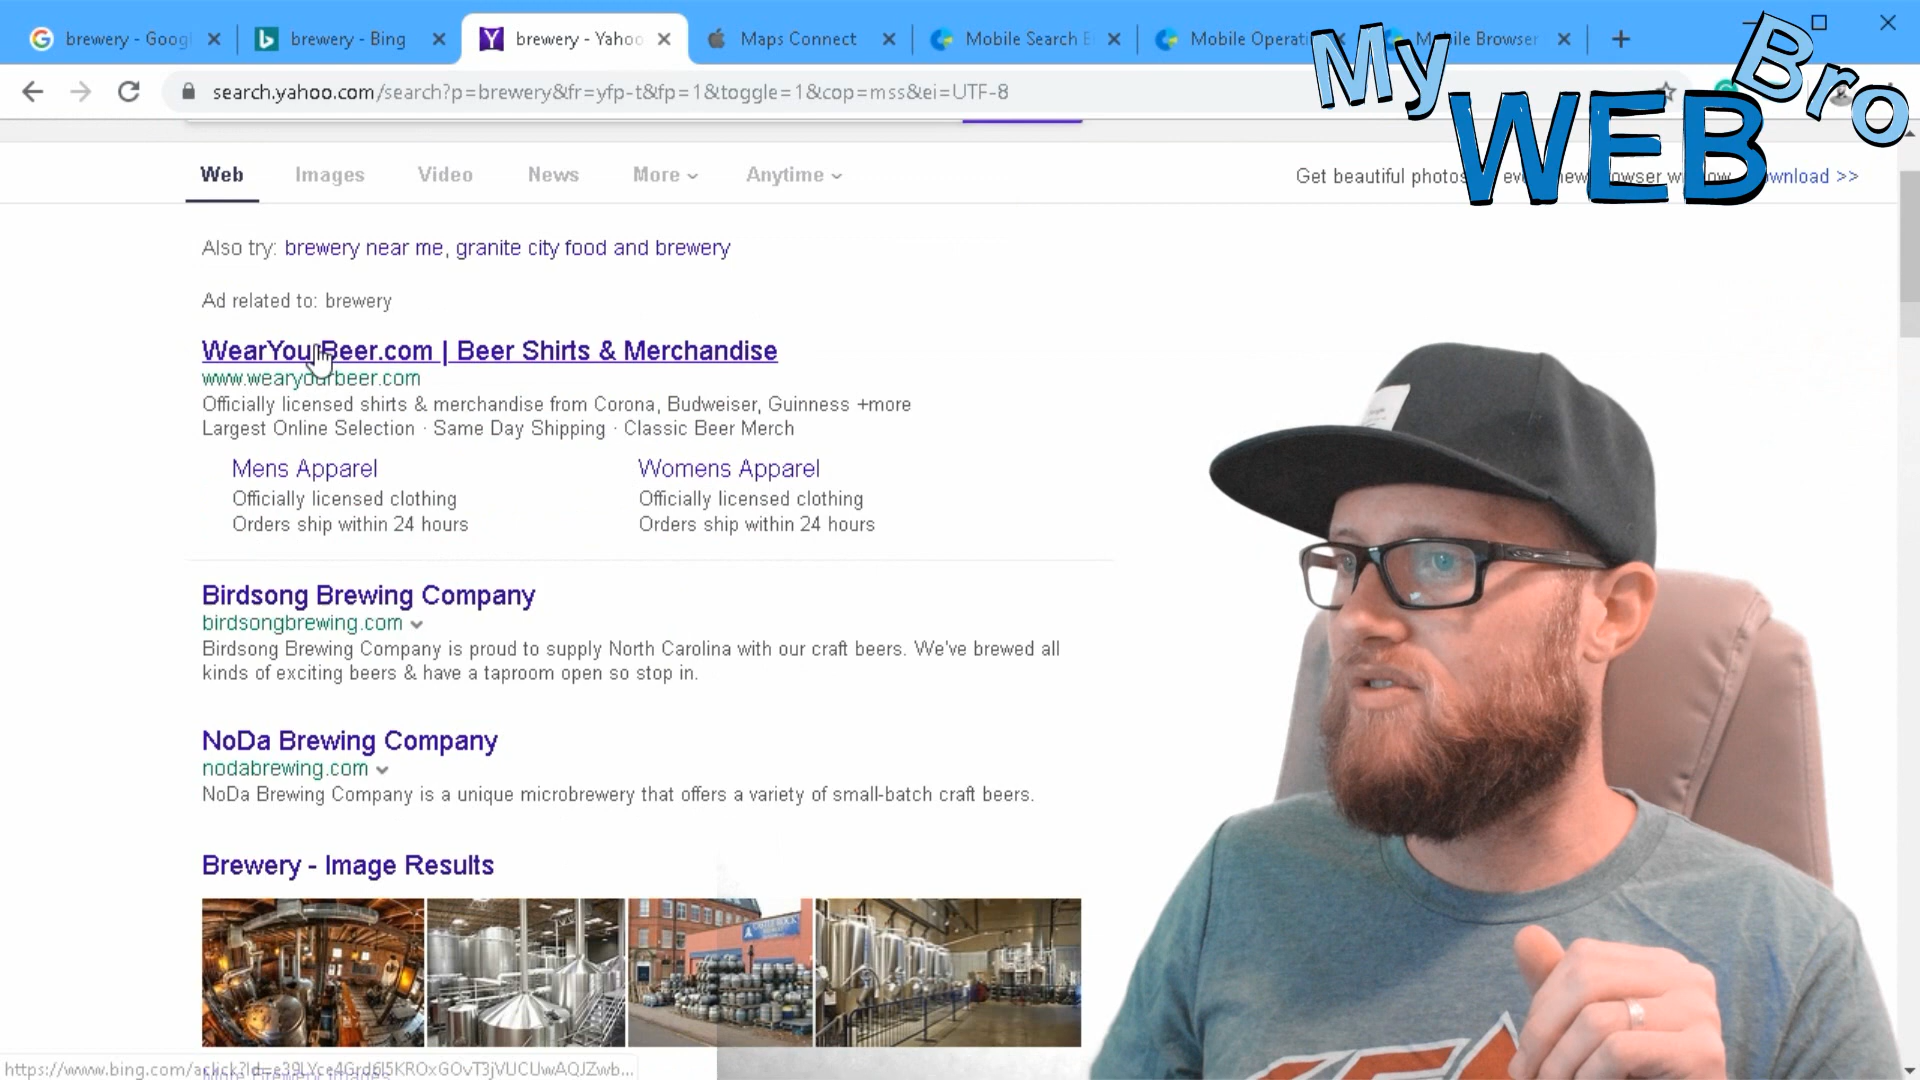 brewery - Googl
brewery - Bing
brewery - Yahoo
Maps Connect
Mobile Search E
Mobile Operati
Mobile Browser
My
WEB
Bro
search.yahoo.com/search?p=brewery&fr=yfp-t&fp=1&toggle=1&cop=mss&ei=UTF-8
Web
Images
Video
News
More
Anytime
Get beautiful photos
Download >>
Also try: brewery near me, granite city food and brewery
Ad related to: brewery
WearYourBeer.com | Beer Shirts & Merchandise
www.wearyourbeer.com
Officially licensed shirts & merchandise from Corona, Budweiser, Guinness +more
Largest Online Selection · Same Day Shipping · Classic Beer Merch
Mens Apparel
Womens Apparel
Officially licensed clothing
Officially licensed clothing
Orders ship within 24 hours
Orders ship within 24 hours
Birdsong Brewing Company
birdsongbrewing.com
Birdsong Brewing Company is proud to supply North Carolina with our craft beers. We've brewed all
kinds of exciting beers & have a taproom open so stop in.
NoDa Brewing Company
nodabrewing.com
NoDa Brewing Company is a unique microbrewery that offers a variety of small-batch craft beers.
Brewery - Image Results